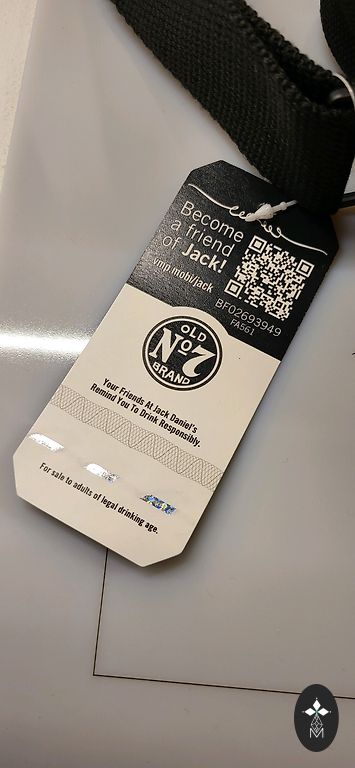 Become
a friend
of Jack!
vmp.mobi/jack
BF02693949
FA561
OLD
No7
BRAND
Your Friends At Jack Daniel's
Remind You To Drink Responsibly.
For sale to adults of legal drinking age.
M